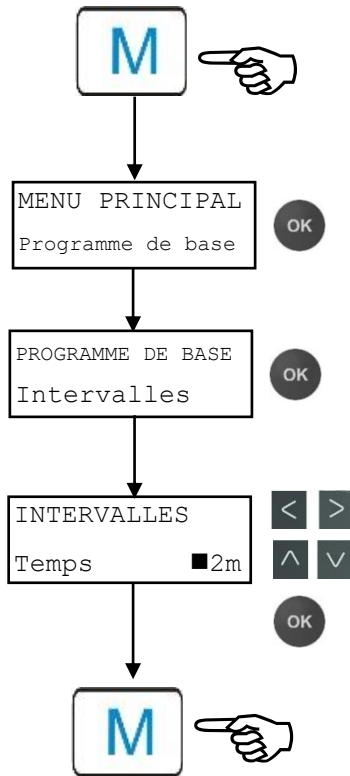 M
MENU PRINCIPAL
Programme de base
OK
PROGRAMME DE BASE
Intervalles
OK
INTERVALLES
Temps ■2m
< >
∧ ∨
OK
M